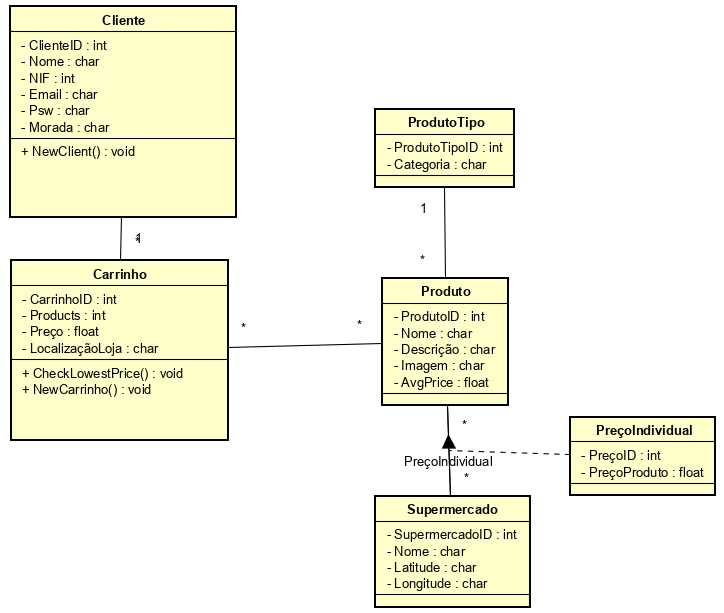 Cliente
- ClienteID : int
- Nome : char
- NIF : int
- Email : char
- Psw : char
- Morada : char
+ NewClient() : void
ProdutoTipo
- ProdutoTipoID : int
- Categoria : char
1
*
1
*
Carrinho
- CarrinhoID : int
- Products : int
- Preço : float
- LocalizaçãoLoja : char
+ CheckLowestPrice() : void
+ NewCarrinho() : void
*
*
Produto
- ProdutoID : int
- Nome : char
- Descrição : char
- Imagem : char
- AvgPrice : float
*
PreçoIndividual
*
PreçoIndividual
- PreçoID : int
- PreçoProduto : float
Supermercado
- SupermercadoID : int
- Nome : char
- Latitude : char
- Longitude : char